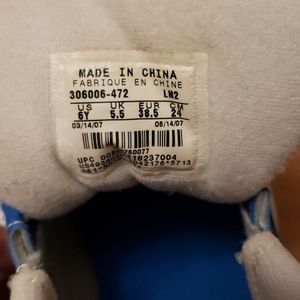 MADE IN CHINA
FABRIQUE EN CHINE
306006-472 LN2
US UK EUR CM
6Y 5.5 38.5 24
03/14/07 06/14/07
UPC